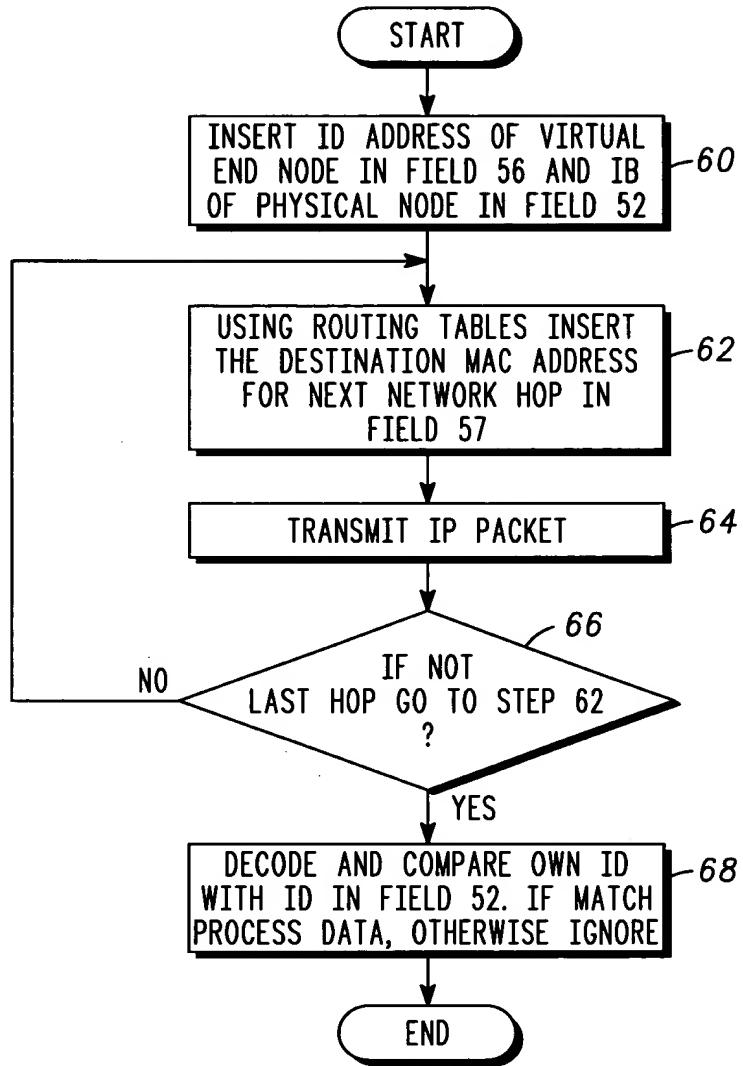 START
INSERT ID ADDRESS OF VIRTUAL
END NODE IN FIELD 56 AND IB
OF PHYSICAL NODE IN FIELD 52
60
USING ROUTING TABLES INSERT
THE DESTINATION MAC ADDRESS
FOR NEXT NETWORK HOP IN
FIELD 57
62
TRANSMIT IP PACKET
64
66
IF NOT
LAST HOP GO TO STEP 62
?
NO
YES
DECODE AND COMPARE OWN ID
WITH ID IN FIELD 52. IF MATCH
PROCESS DATA, OTHERWISE IGNORE
68
END